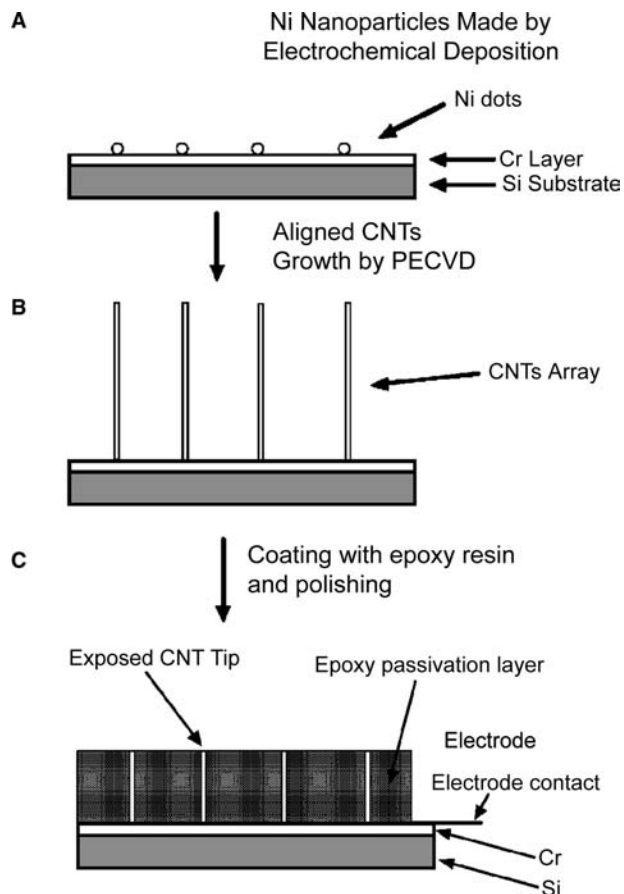 A
Ni Nanoparticles Made by
Electrochemical Deposition
Ni dots
Cr Layer
Si Substrate
Aligned CNTs
Growth by PECVD
B
CNTs Array
C
Coating with epoxy resin
and polishing
Exposed CNT Tip
Epoxy passivation layer
Electrode
Electrode contact
Cr
Si